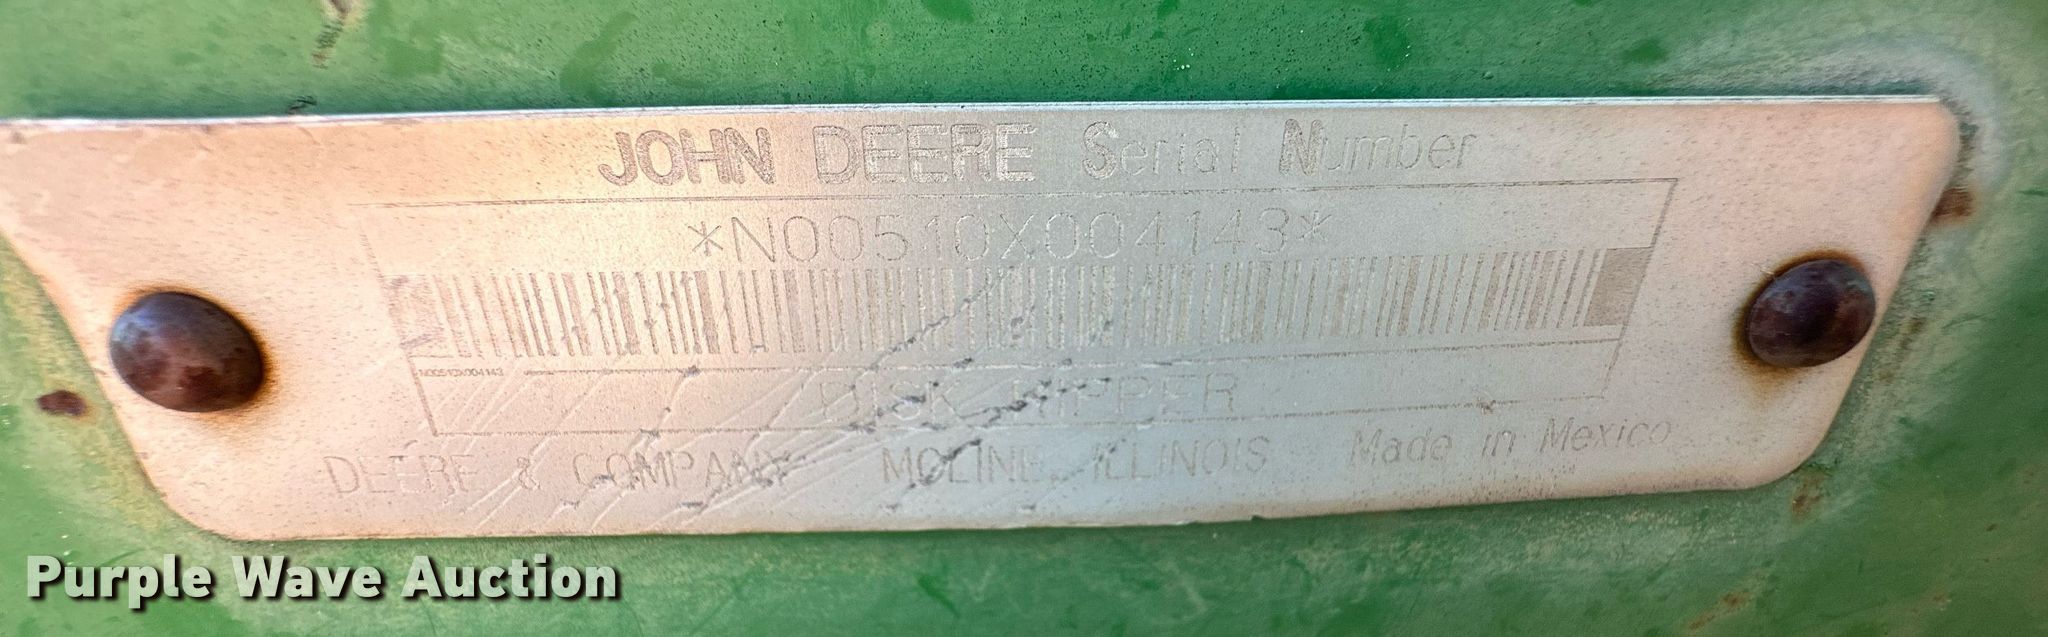 JOHN DEERE Serial Number
*N00510X004143*
N00510X004143
DISK RIPPER
DEERE & COMPANY MOLINE, ILLINOIS Made in Mexico
Purple Wave Auction